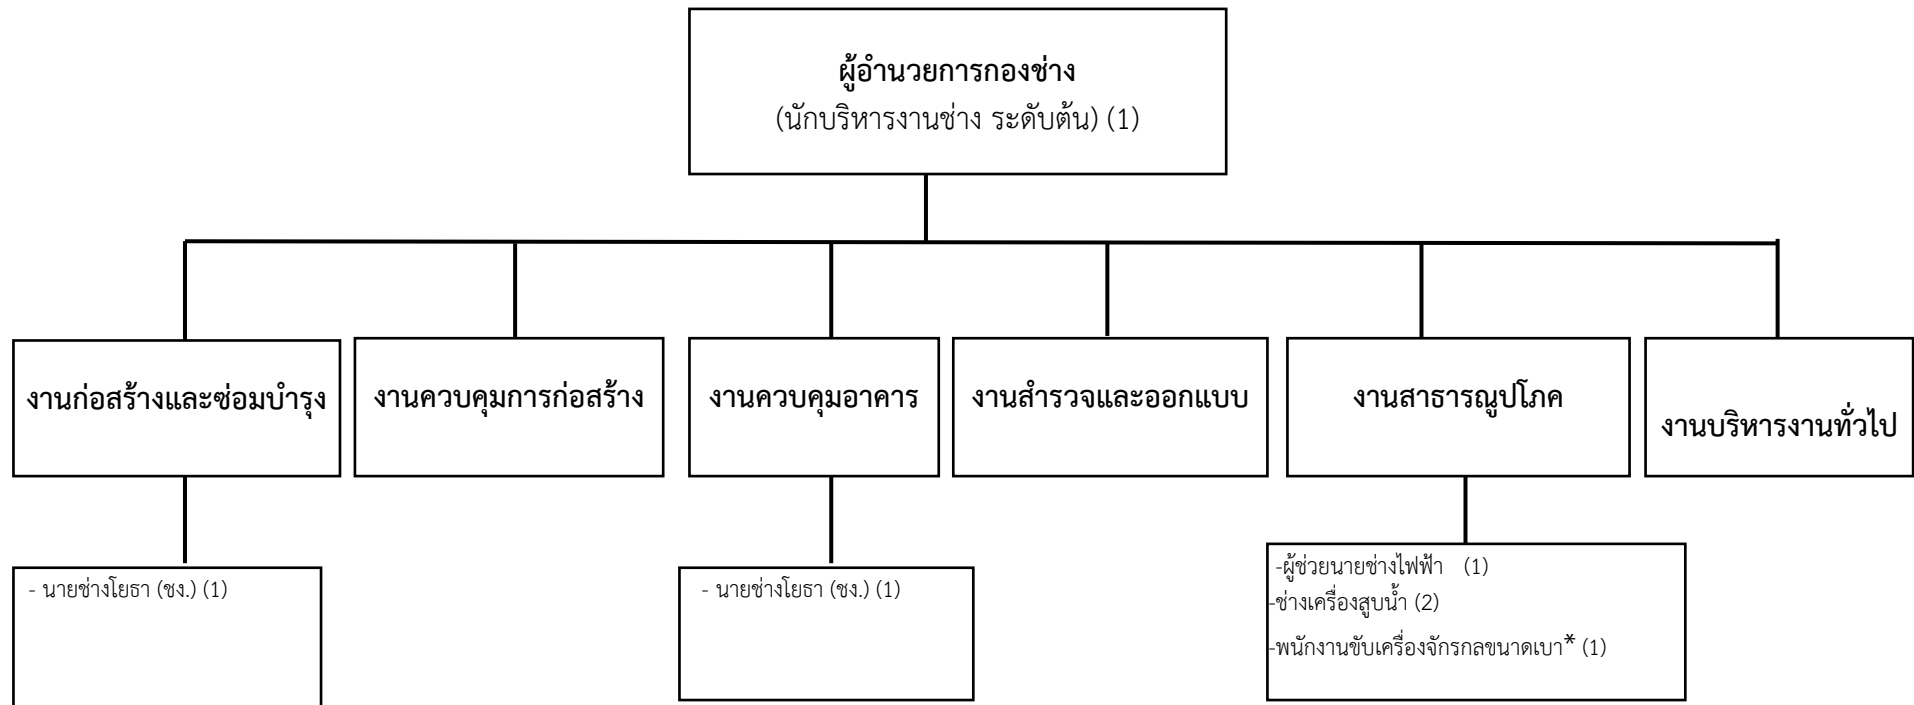 ผู้อำนวยการกองช่าง
(นักบริหารงานช่าง ระดับต้น) (1)
งานก่อสร้างและซ่อมบำรุง
งานควบคุมการก่อสร้าง
งานควบคุมอาคาร
งานสำรวจและออกแบบ
งานสาธารณูปโภค
งานบริหารงานทั่วไป
- นายช่างโยธา (ชง.) (1)
- นายช่างโยธา (ชง.) (1)
-ผู้ช่วยนายช่างไฟฟ้า (1)
-ช่างเครื่องสูบน้ำ (2)
-พนักงานขับเครื่องจักรกลขนาดเบา* (1)